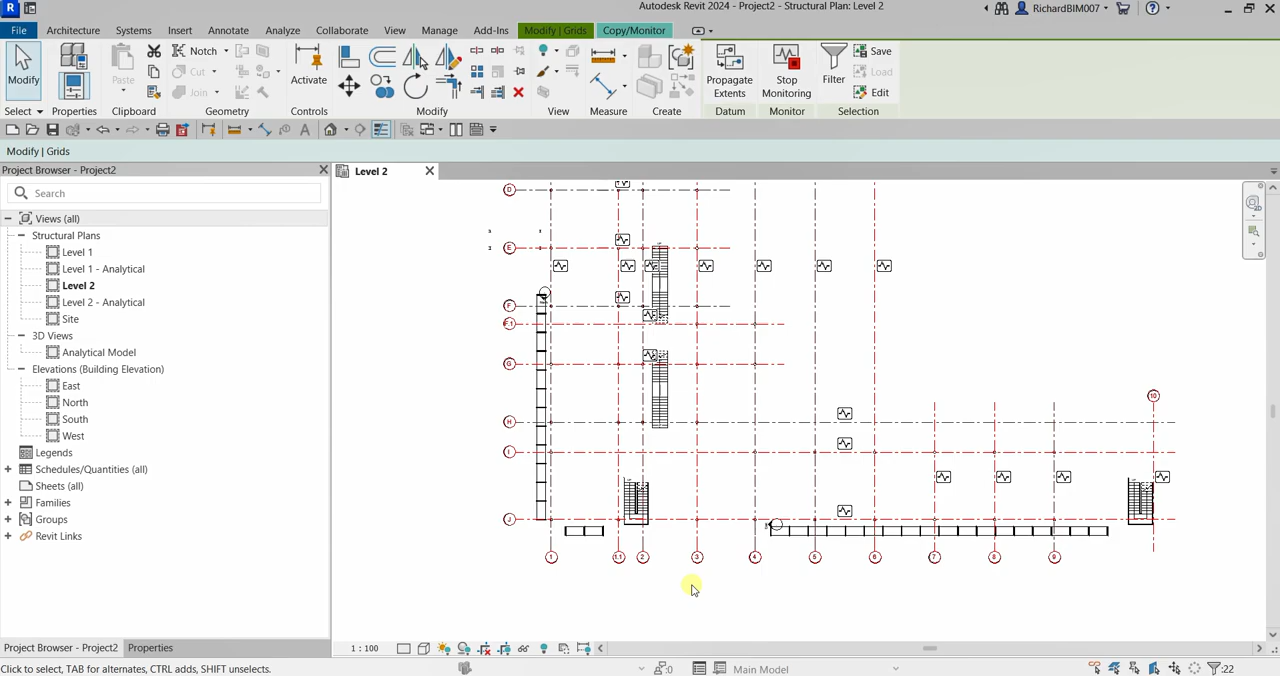 R
Autodesk Revit 2024 - Project2 - Structural Plan: Level 2
RichardBIM007
File
Architecture
Systems
Insert
Annotate
Analyze
Collaborate
View
Manage
Add-Ins
Modify | Grids
Copy/Monitor
Modify
Properties
Paste
Notch
Cut
Join
Activate
Propagate
Extents
Stop
Monitoring
Filter
Save
Load
Edit
Select
Properties
Clipboard
Geometry
Controls
Modify
View
Measure
Create
Datum
Monitor
Selection
Modify | Grids
Project Browser - Project2
Search
Views (all)
Structural Plans
Level 1
Level 1 - Analytical
Level 2
Level 2 - Analytical
Site
3D Views
Analytical Model
Elevations (Building Elevation)
East
North
South
West
Legends
Schedules/Quantities (all)
Sheets (all)
Families
Groups
Revit Links
Project Browser - Project2
Properties
Level 2
D
E
F
F.1
G
H
I
J
10
1
1.1
2
3
4
5
6
7
8
9
1 : 100
Click to select, TAB for alternates, CTRL adds, SHIFT unselects.
:0
Main Model
:22